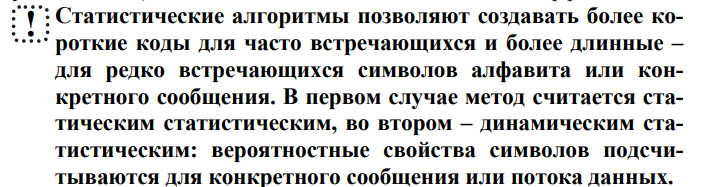 ! Статистические алгоритмы позволяют создавать более ко-
роткие коды для часто встречающихся и более длинные –
для редко встречающихся символов алфавита или кон-
кретного сообщения. В первом случае метод считается ста-
тическим статистическим, во втором – динамическим ста-
тистическим: вероятностные свойства символов подсчи-
тываются для конкретного сообщения или потока данных.